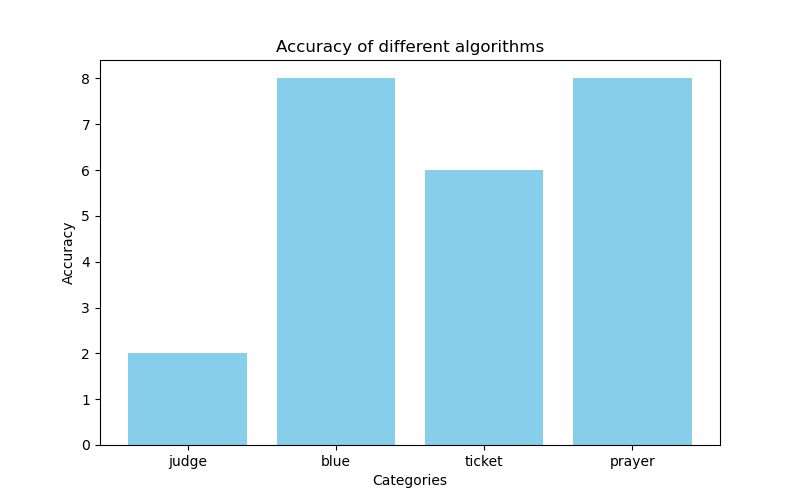 Accuracy of different algorithms
8
7
6
5
4
3
2
1
0
Accuracy
judge blue ticket prayer
Categories